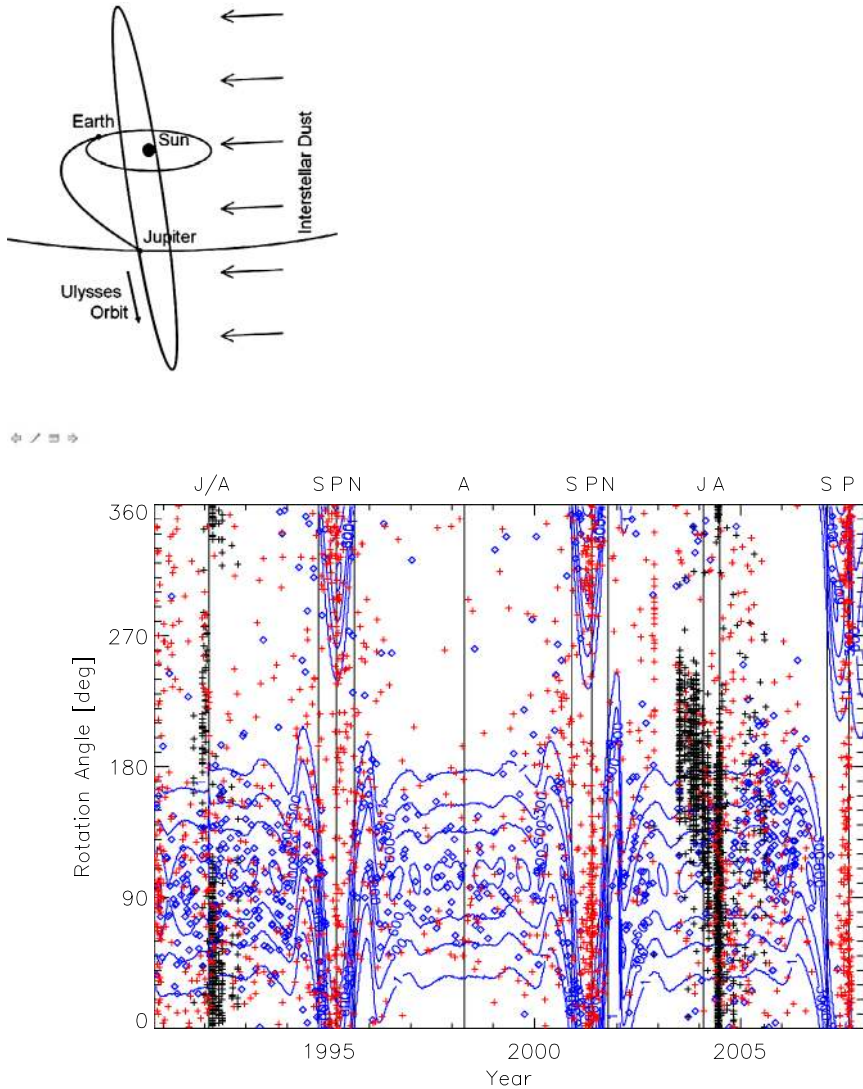 Earth
Sun
Interstellar Dust
Jupiter
Ulysses
Orbit
J/A S P N A S P N J A S P
360
270
180
90
0
Rotation Angle [deg]
1995 2000 2005
Year